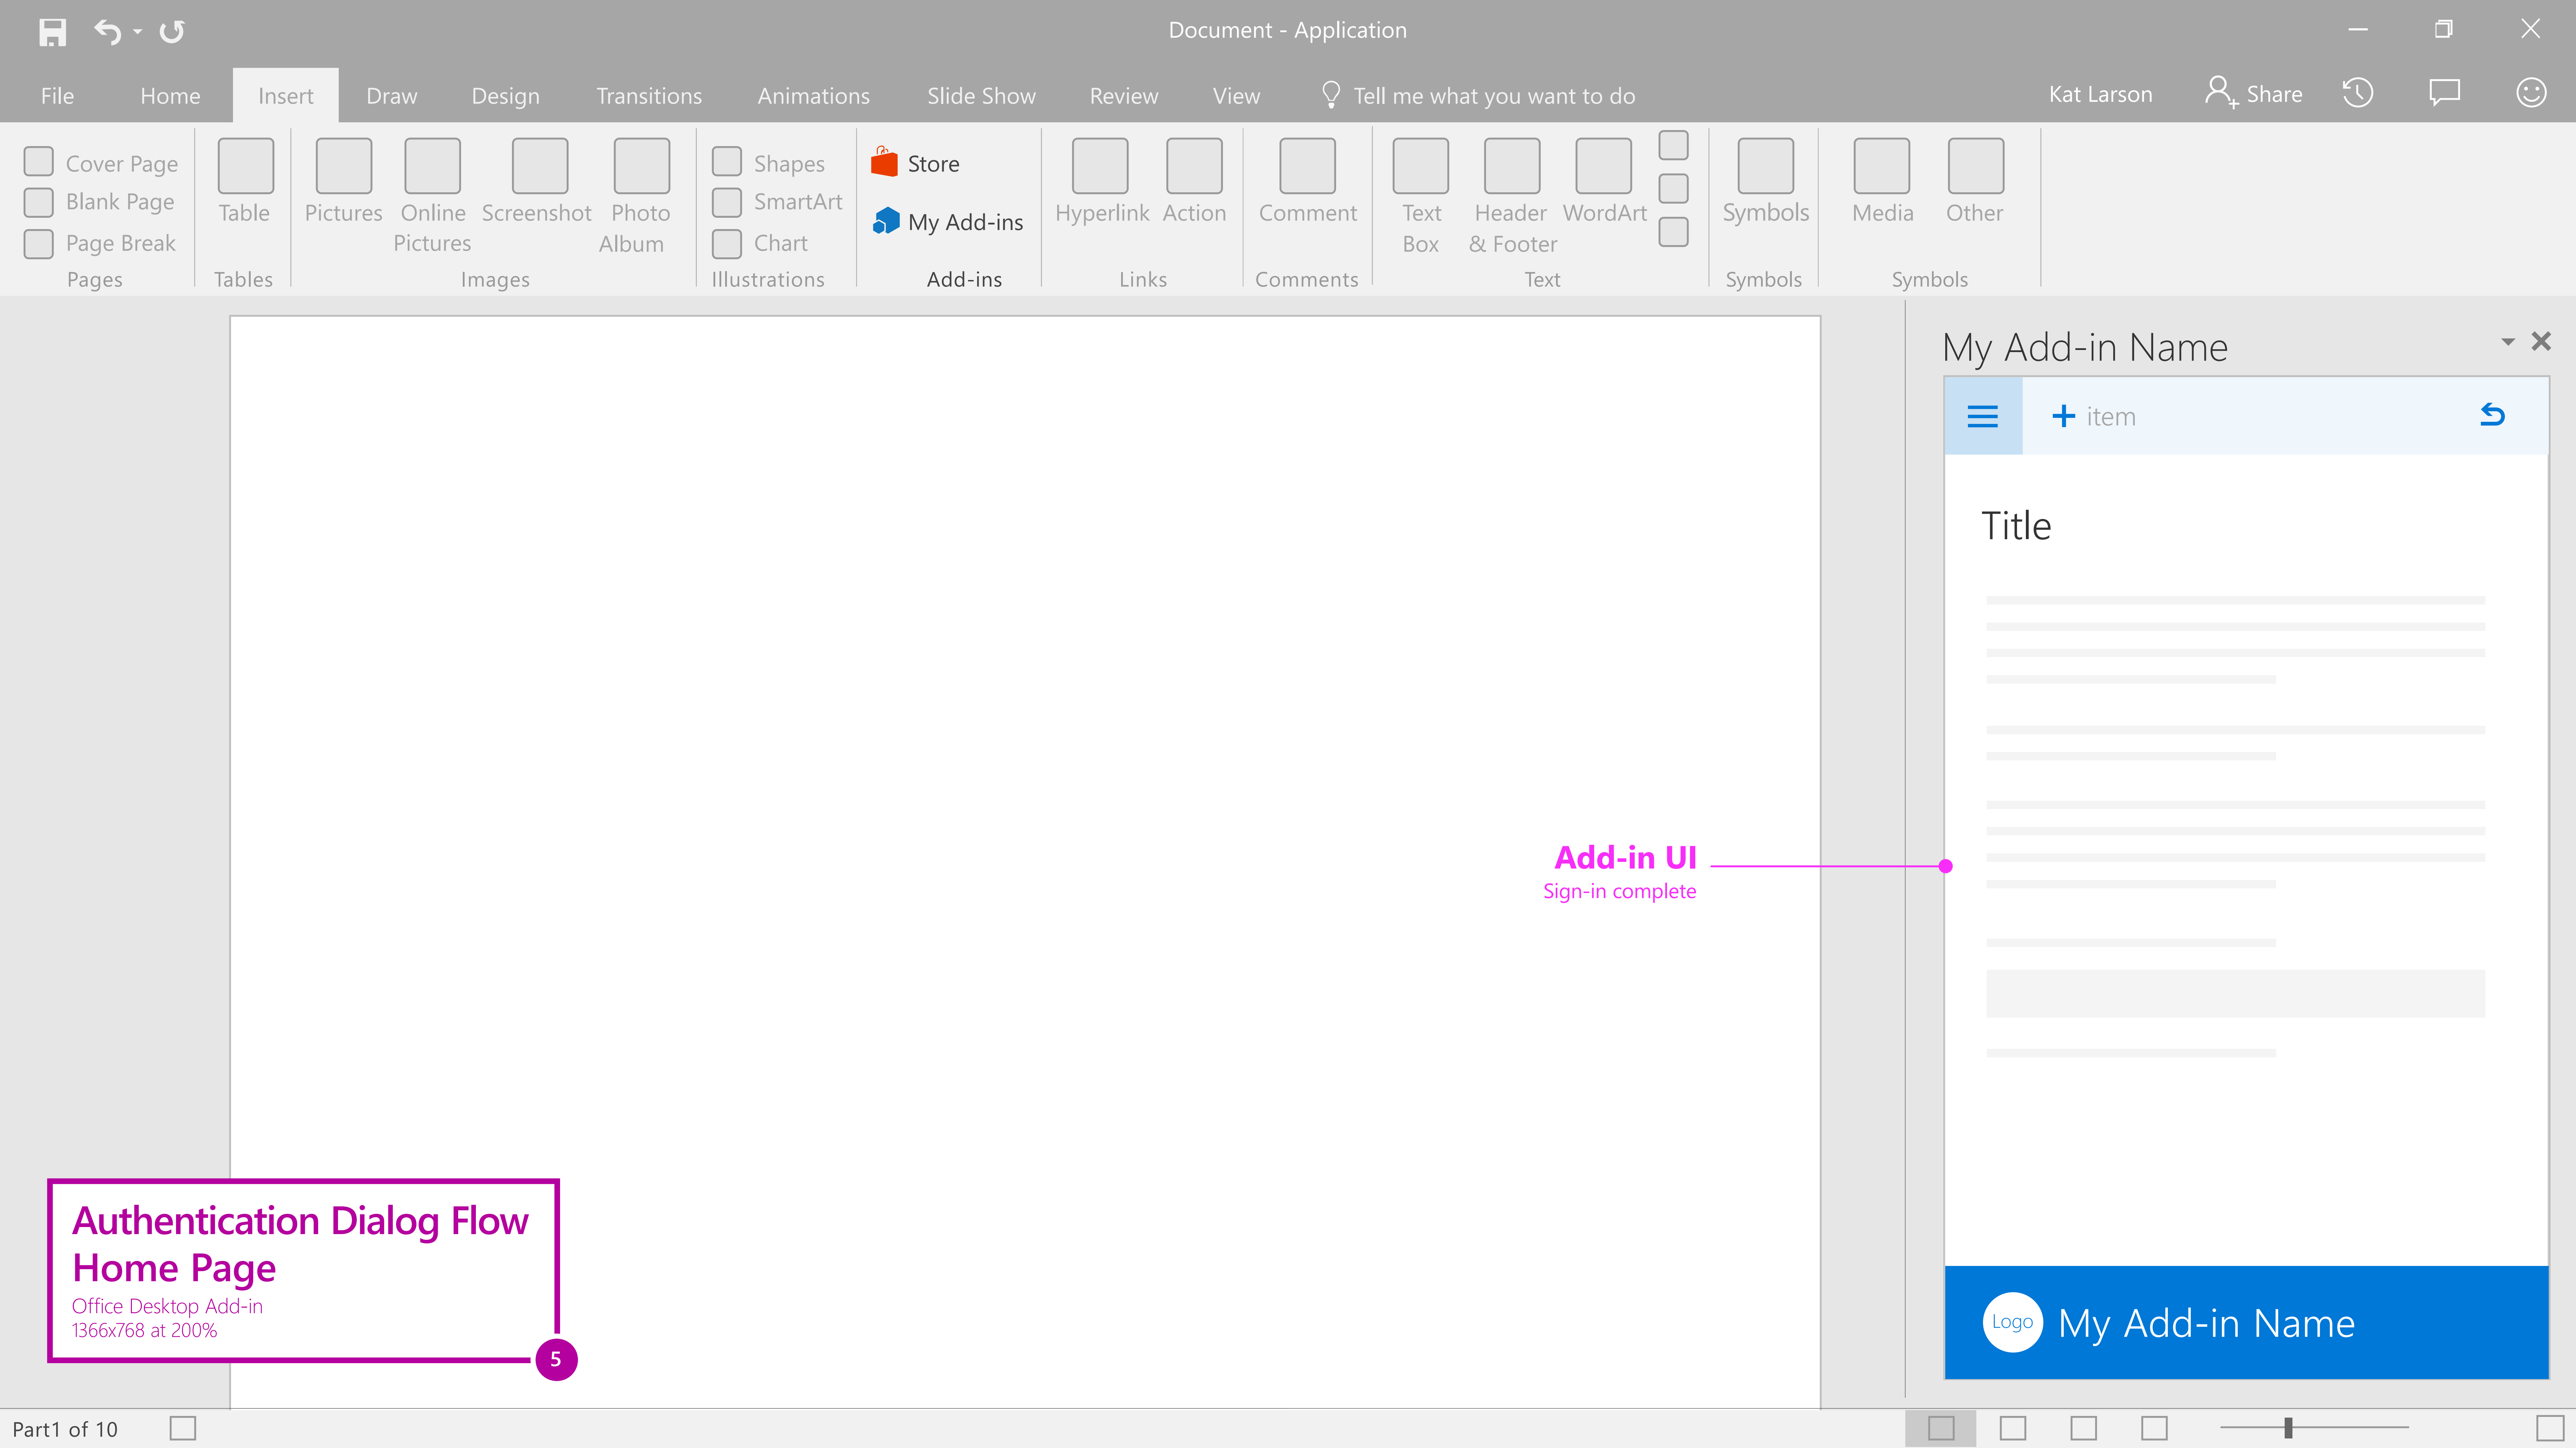 Document - Application
File
Home
Insert
Draw
Design
Transitions
Animations
Slide Show
Review
View
Tell me what you want to do
Kat Larson
Share
Cover Page
Blank Page
Page Break
Pages
Table
Tables
Pictures
Online
Pictures
Screenshot
Photo
Album
Images
Shapes
SmartArt
Chart
Illustrations
Store
My Add-ins
Add-ins
Hyperlink
Action
Links
Comment
Comments
Text
Box
Header
& Footer
WordArt
Text
Symbols
Symbols
Media
Other
Symbols
My Add-in Name
item
Title
Add-in UI
Sign-in complete
Authentication Dialog Flow
Home Page
Office Desktop Add-in
1366x768 at 200%
5
Logo
My Add-in Name
Part1 of 10